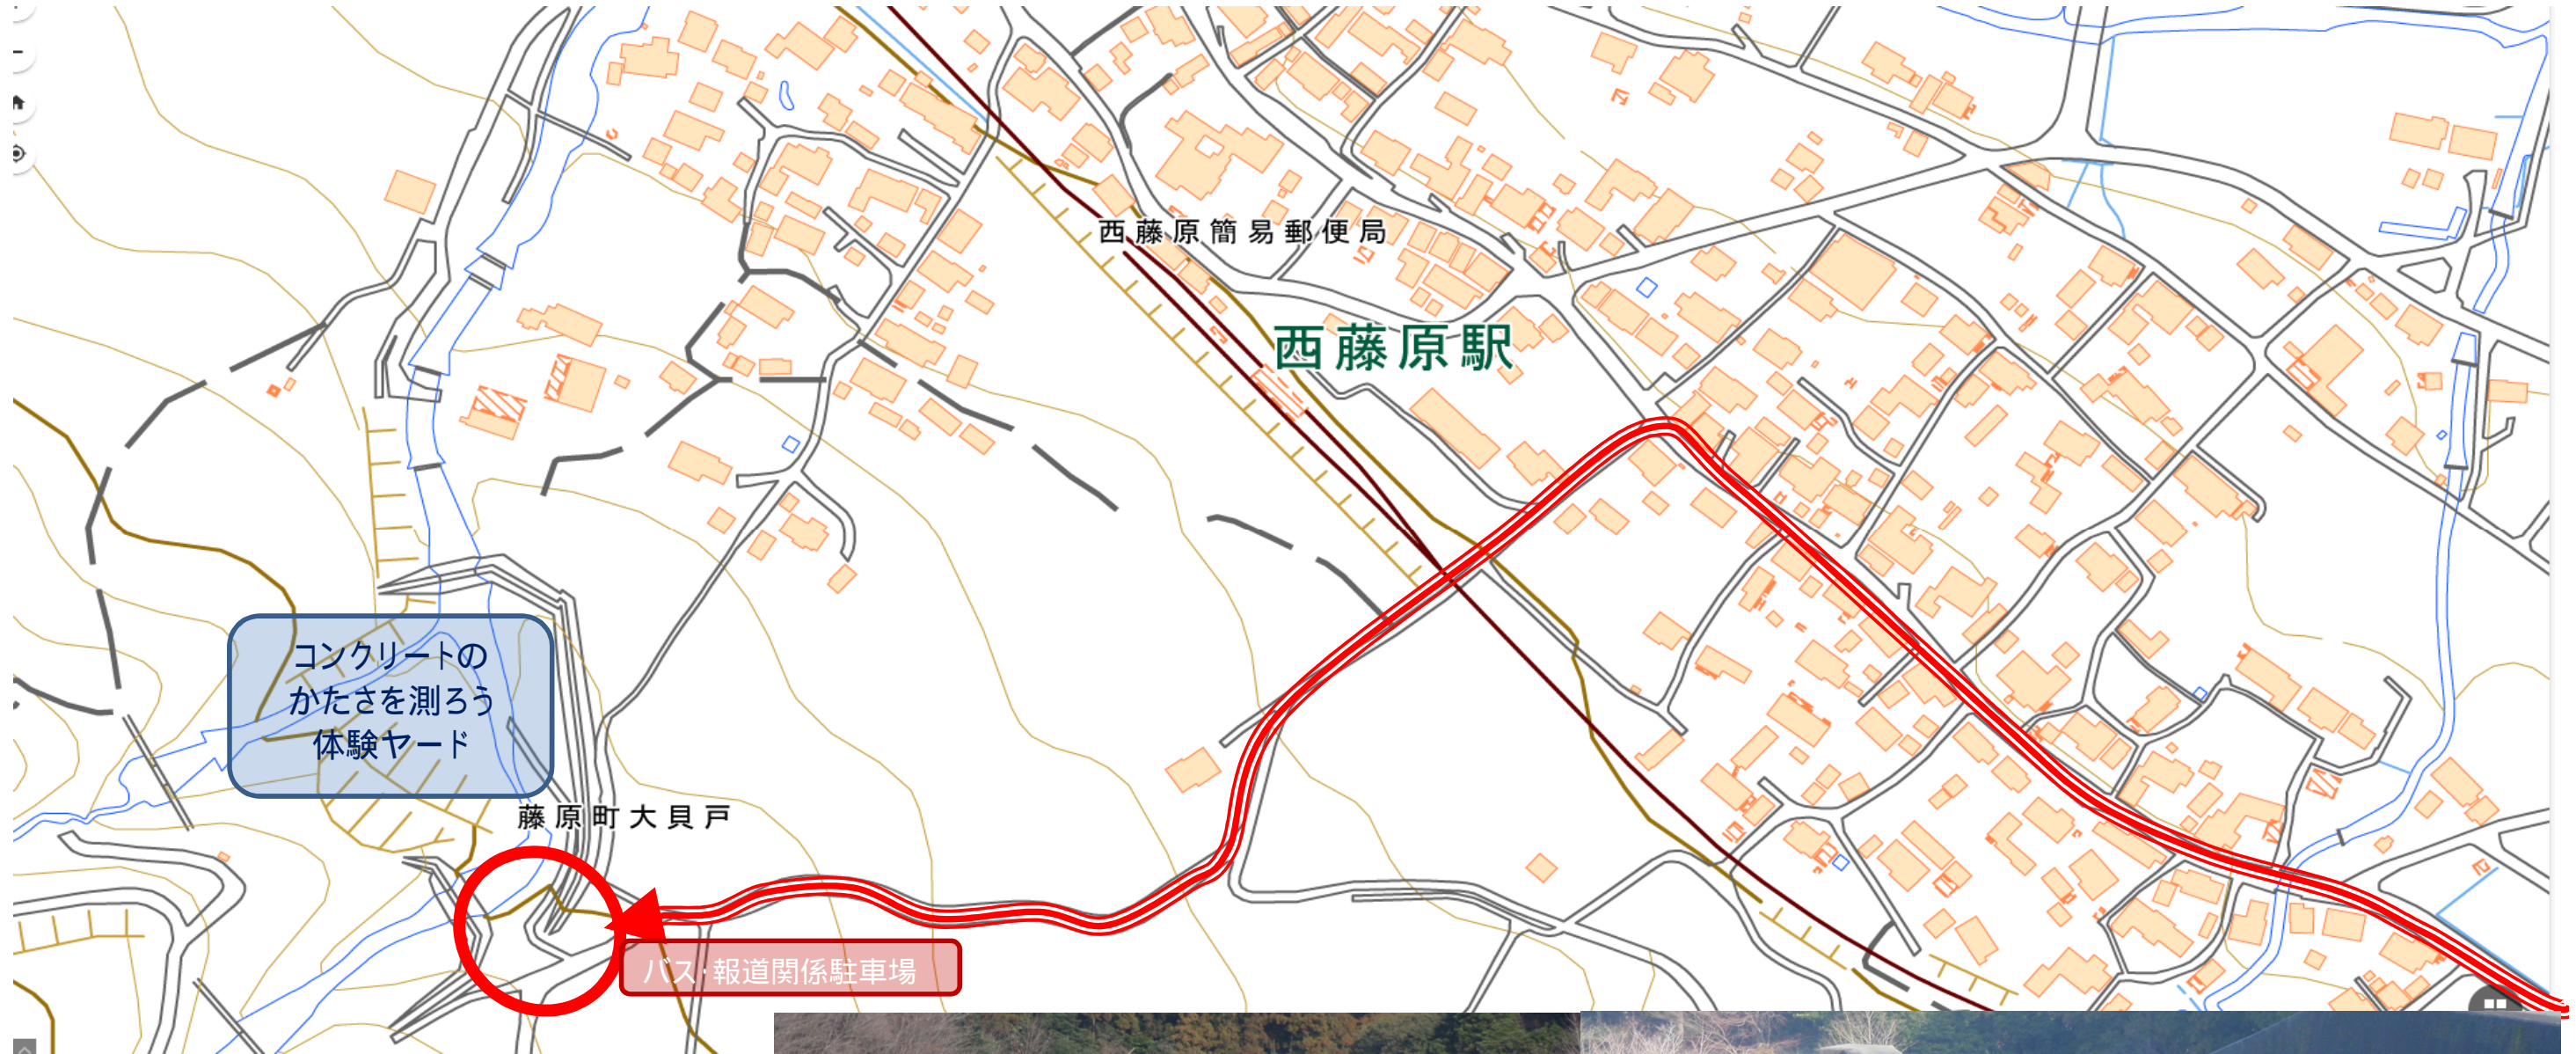 西藤原簡易郵便局
西藤原駅
コンクリートの
かたさを測ろう
体験ヤード
藤原町大貝戸
バス・報道関係駐車場